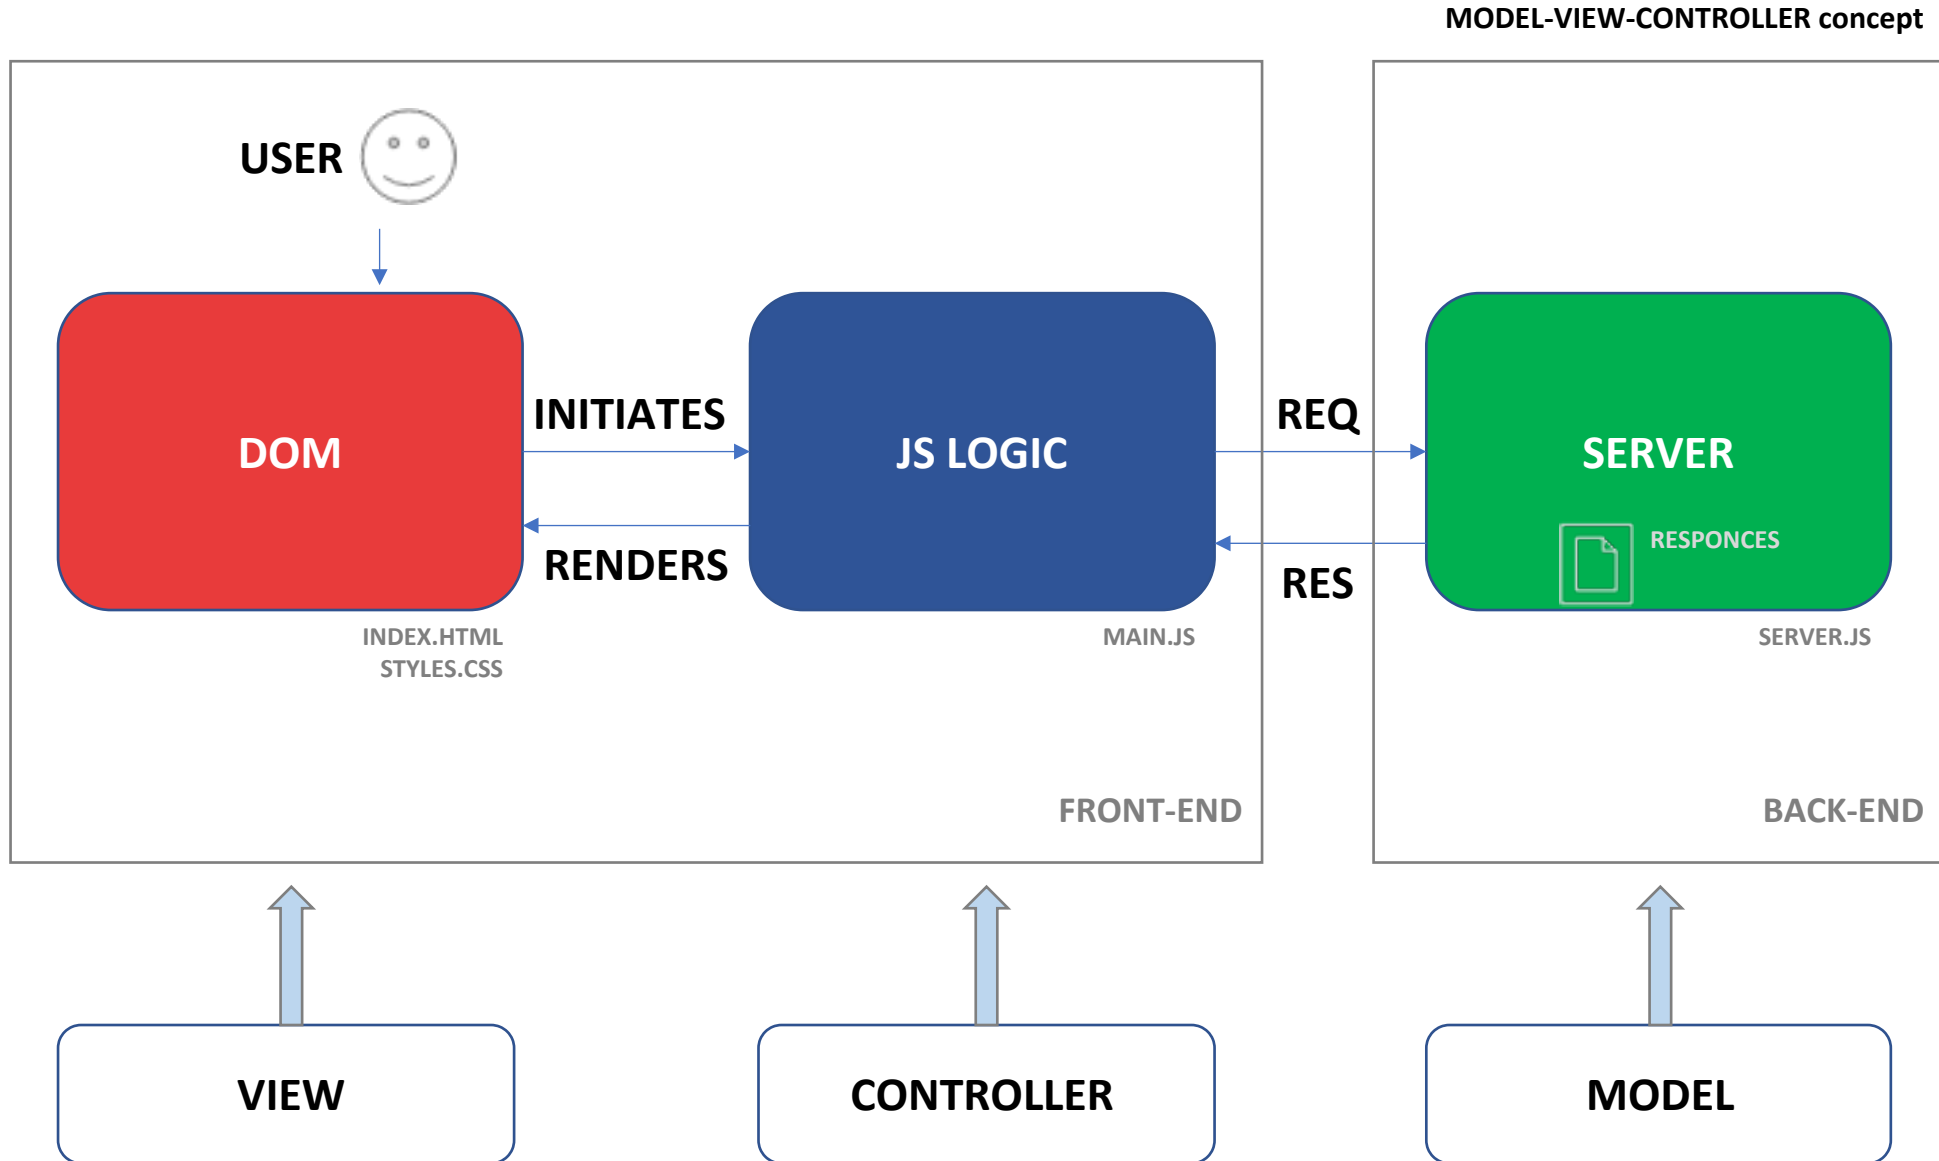 MODEL-VIEW-CONTROLLER concept
USER
DOM
INITIATES
RENDERS
JS LOGIC
REQ
RES
SERVER
RESPONCES
INDEX.HTML
STYLES.CSS
MAIN.JS
SERVER.JS
FRONT-END
BACK-END
VIEW
CONTROLLER
MODEL